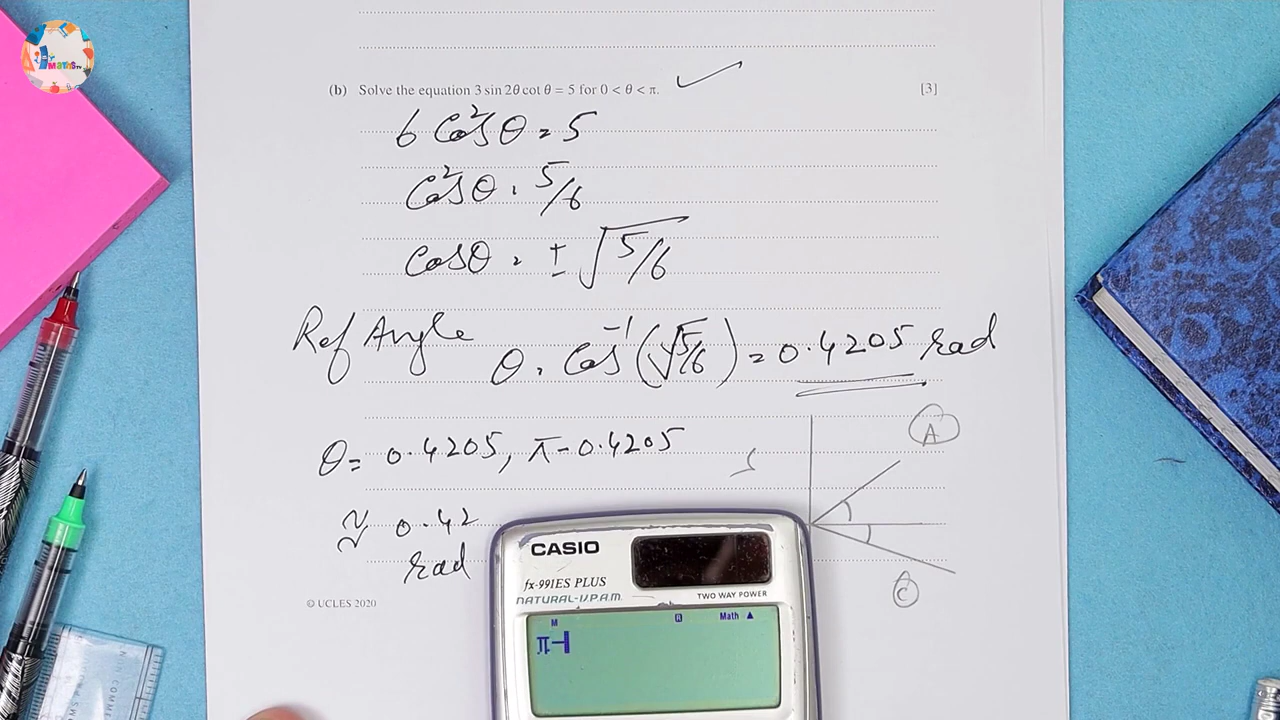 MATHSTV
(b) Solve the equation 3 sin 2θ cot θ = 5 for 0 < θ < π. [3]
6 Cos²θ = 5
Cos²θ = 5/6
Cosθ = ± √5/6
Ref Angle θ = Cos⁻¹(√5/6) = 0.4205 rad
A
θ = 0.4205, π - 0.4205
S
≈ 0.42
rad
C
CASIO
fx-991ES PLUS
NATURAL-V.P.A.M.
TWO WAY POWER
© UCLES 2020
M R Math ▲
π-